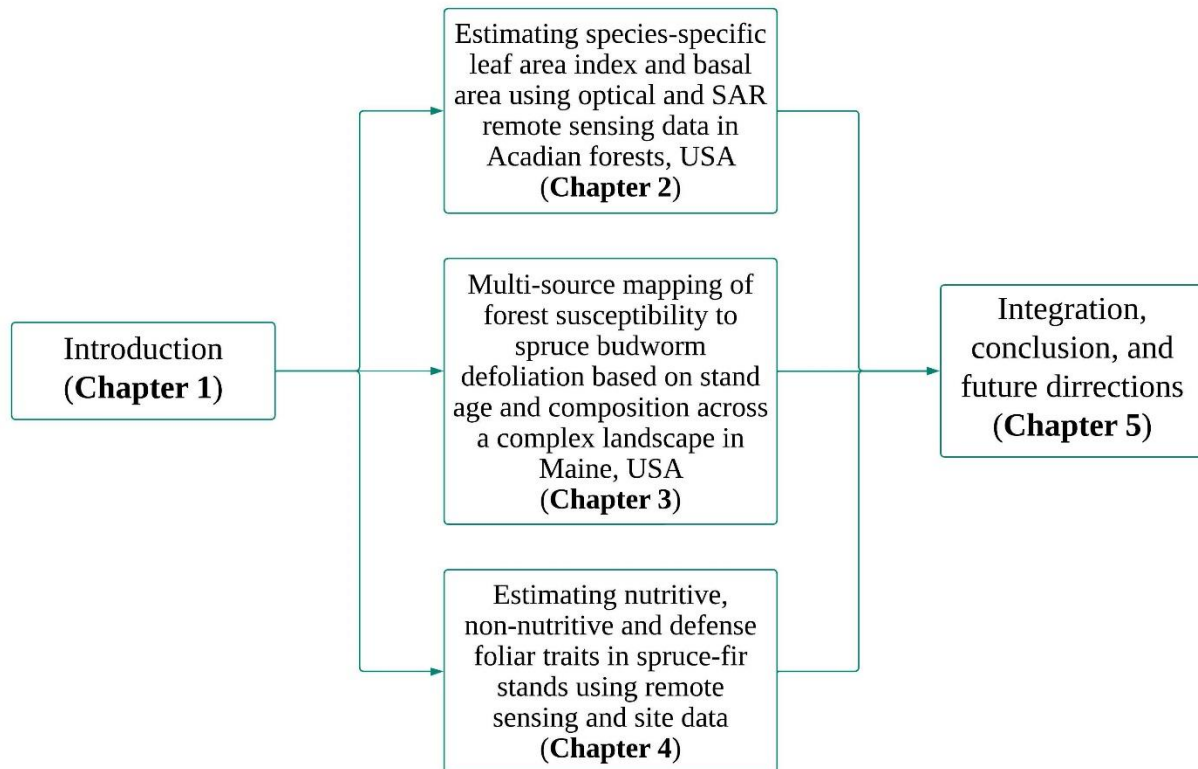 Introduction
(Chapter 1)
Estimating species-specific
leaf area index and basal
area using optical and SAR
remote sensing data in
Acadian forests, USA
(Chapter 2)
Multi-source mapping of
forest susceptibility to
spruce budworm
defoliation based on stand
age and composition across
a complex landscape in
Maine, USA
(Chapter 3)
Estimating nutritive,
non-nutritive and defense
foliar traits in spruce-fir
stands using remote
sensing and site data
(Chapter 4)
Integration,
conclusion, and
future dirrections
(Chapter 5)